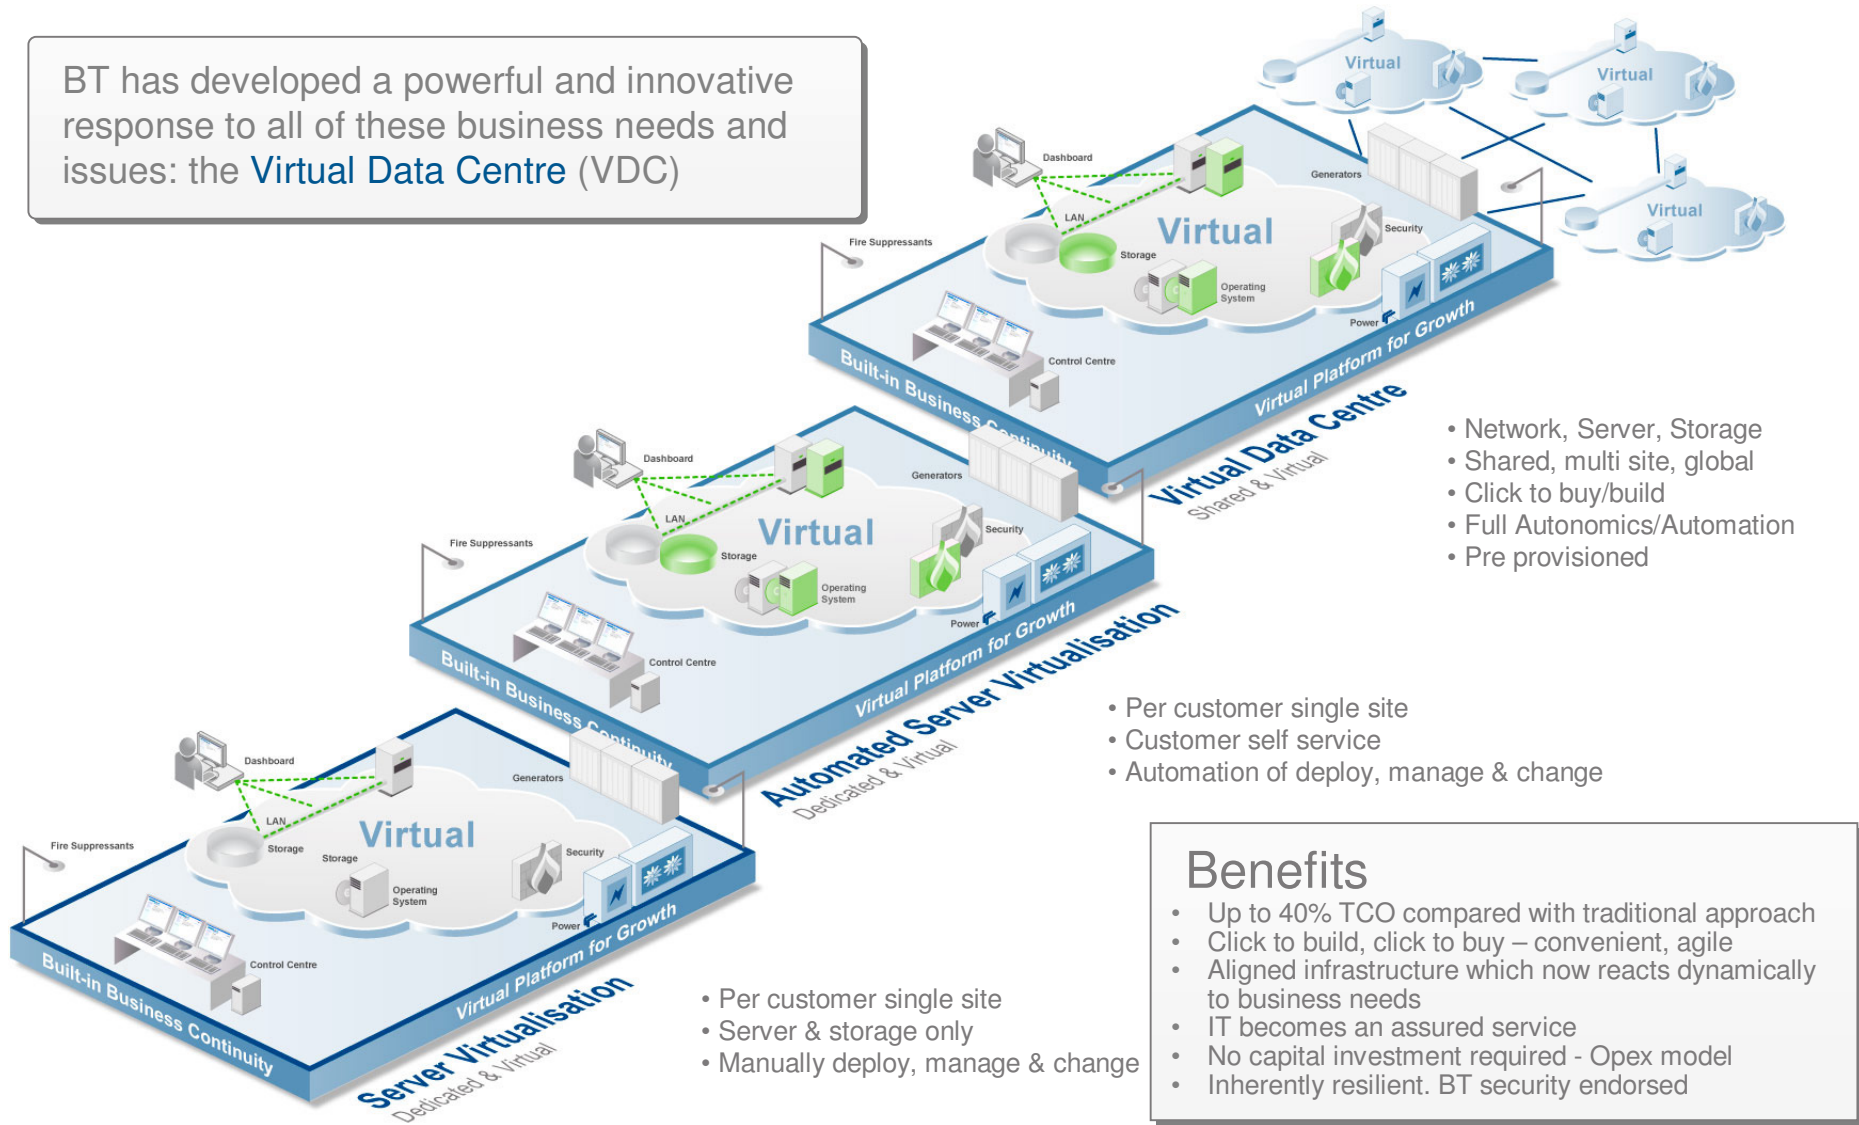 BT has developed a powerful and innovative
response to all of these business needs and
issues: the Virtual Data Centre (VDC)
Virtual
Virtual
Virtual
Dashboard
Generators
LAN
Virtual
Security
Fire Suppressants
Storage
Operating
System
Power
Control Centre
Built-in Business Continuity
Virtual Platform for Growth
Virtual Data Centre
Shared & Virtual
• Network, Server, Storage
• Shared, multi site, global
• Click to buy/build
• Full Autonomics/Automation
• Pre provisioned
Dashboard
Generators
LAN
Virtual
Security
Fire Suppressants
Storage
Operating
System
Power
Control Centre
Built-in Business Continuity
Virtual Platform for Growth
Automated Server Virtualisation
Dedicated & Virtual
• Per customer single site
• Customer self service
• Automation of deploy, manage & change
Dashboard
Generators
LAN
Virtual
Security
Fire Suppressants
Storage
Storage
Operating
System
Power
Control Centre
Built-in Business Continuity
Virtual Platform for Growth
Server Virtualisation
Dedicated & Virtual
• Per customer single site
• Server & storage only
• Manually deploy, manage & change
Benefits
• Up to 40% TCO compared with traditional approach
• Click to build, click to buy – convenient, agile
• Aligned infrastructure which now reacts dynamically
to business needs
• IT becomes an assured service
• No capital investment required - Opex model
• Inherently resilient. BT security endorsed